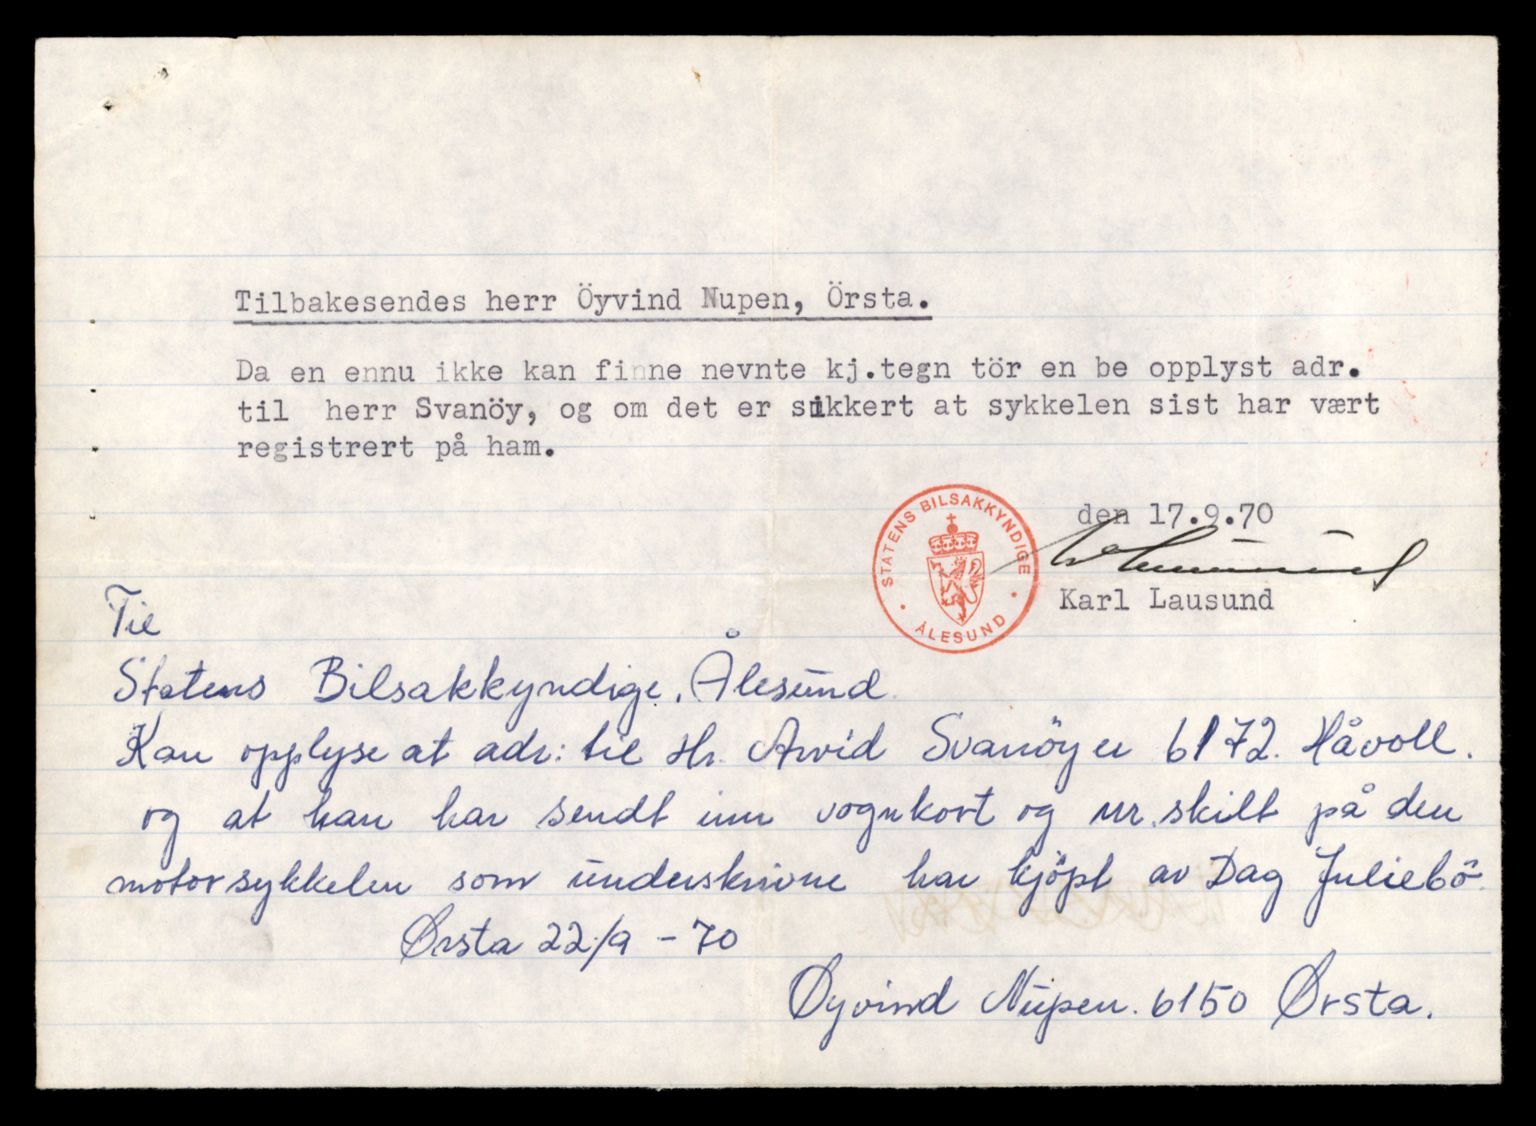 Tilbakesendes herr Öyvind Nupen, Örsta.
Da en ennu ikke kan finne nevnte kj.tegn tör en be opplyst adr.
til herr Svanöy, og om det er sikkert at sykkelen sist har vært
registrert på ham.
den 17.9.70
STATENS BILSAKKYNDIGE
ÅLESUND
Karl Lausund
Til
Statens Bilsakkyndige, Ålesund.
Kan opplyse at adr: til Hr. Arvid Svanöy er 6172. Håvoll.
og at han har sendt inn vognkort og nr.skilt på den
motorsykkelen som underskrivne har kjöpt av Dag Juliebö.
Ørsta 22/9 - 70
Øyvind Nupen. 6150 Ørsta.